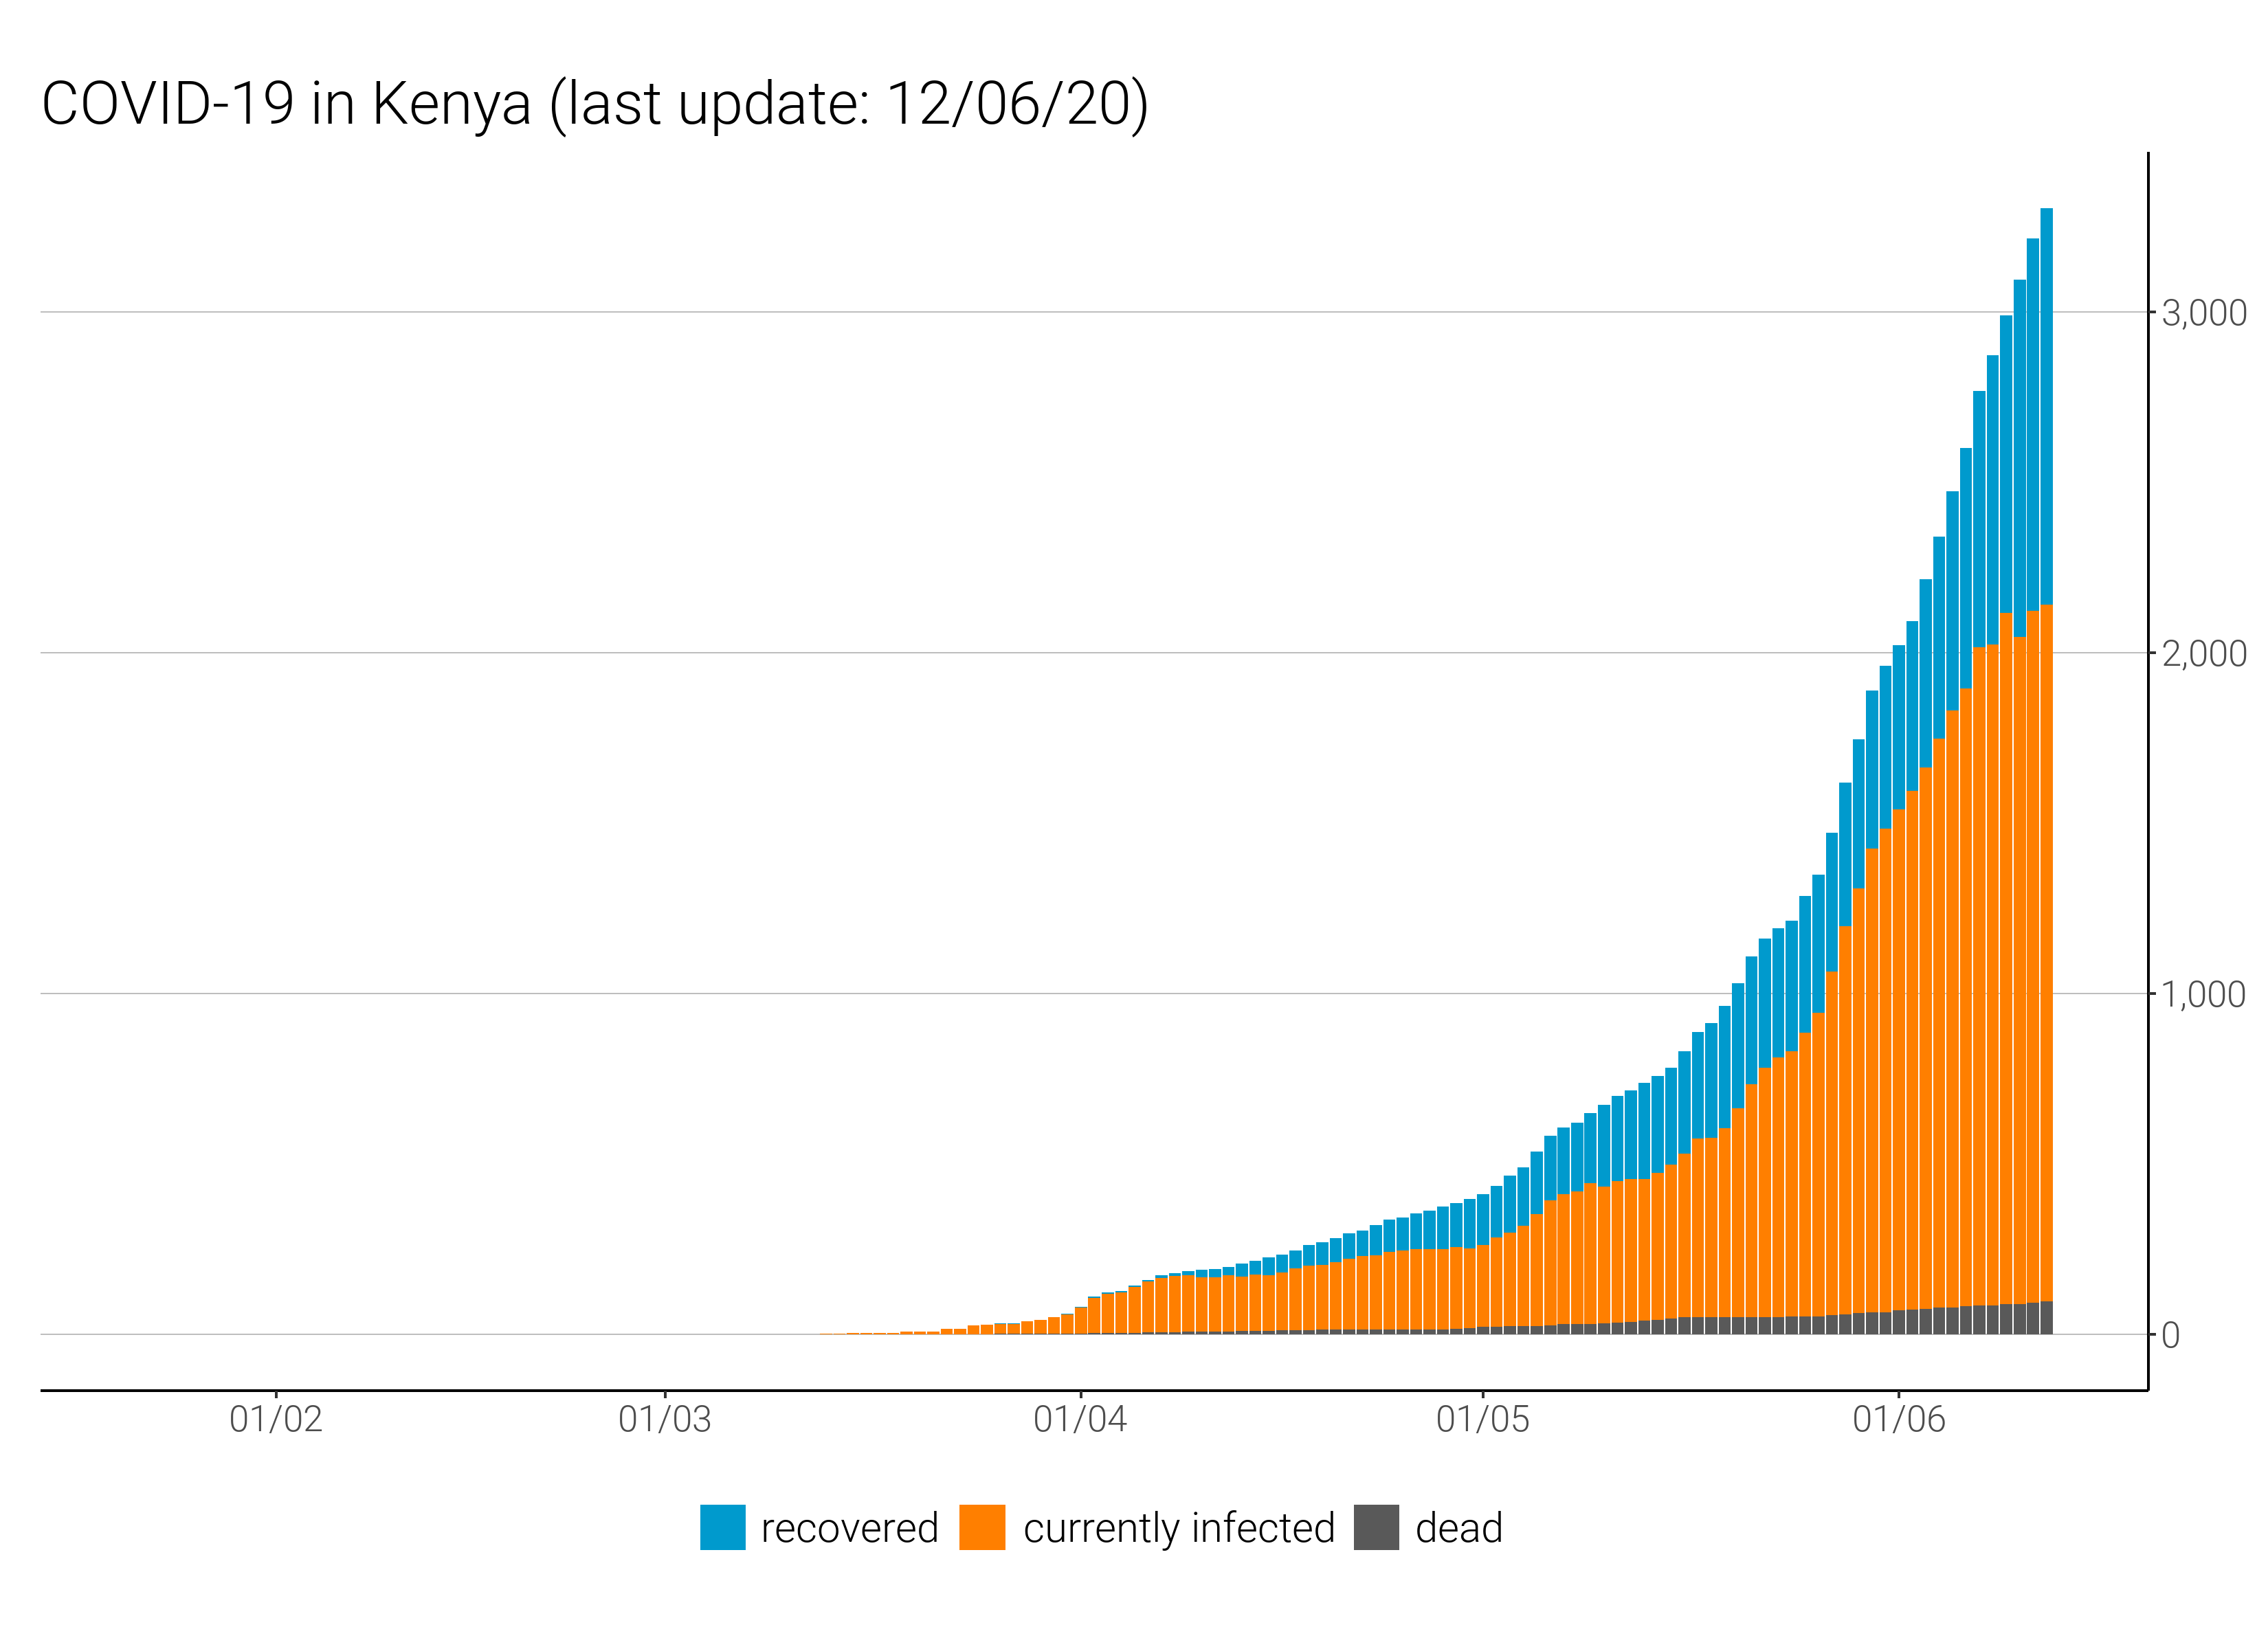 COVID-19 in Kenya (last update: 12/06/20)
3,000
2,000
1,000
0
01/02 01/03 01/04 01/05 01/06
recovered currently infected dead